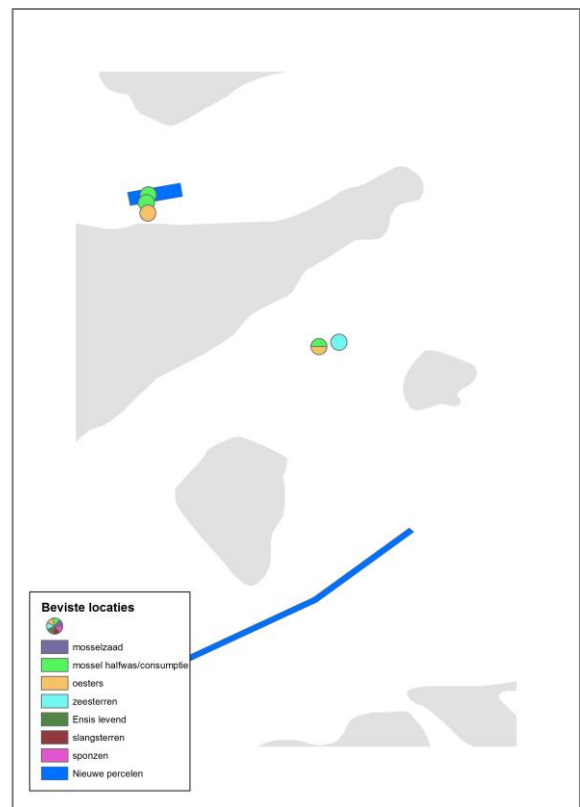 Beviste locaties
mosselzaad
mossel halfwas/consumptie
oesters
zeesterren
Ensis levend
slangsterren
sponzen
Nieuwe percelen